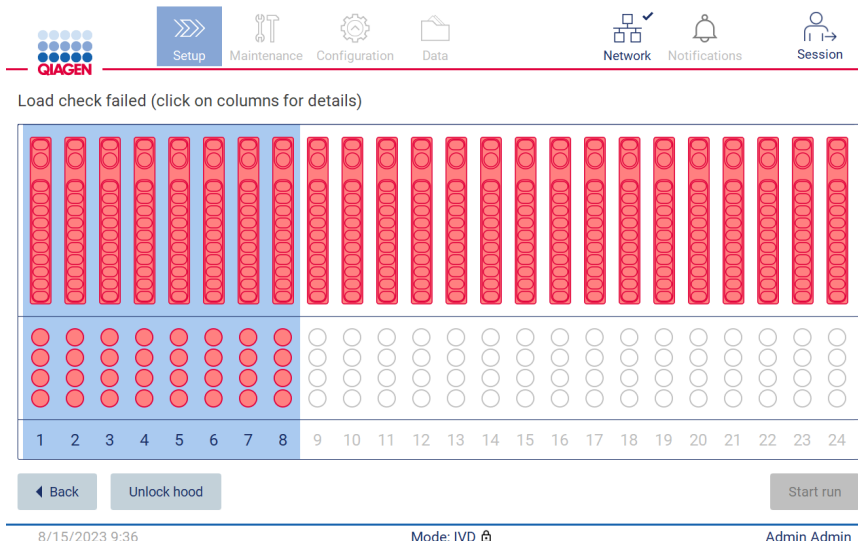 QIAGEN
Setup
Maintenance
Configuration
Data
Network
Notifications
Session
Load check failed (click on columns for details)
1 2 3 4 5 6 7 8 9 10 11 12 13 14 15 16 17 18 19 20 21 22 23 24
Back
Unlock hood
Start run
8/15/2023 9:36
Mode: IVD
Admin Admin